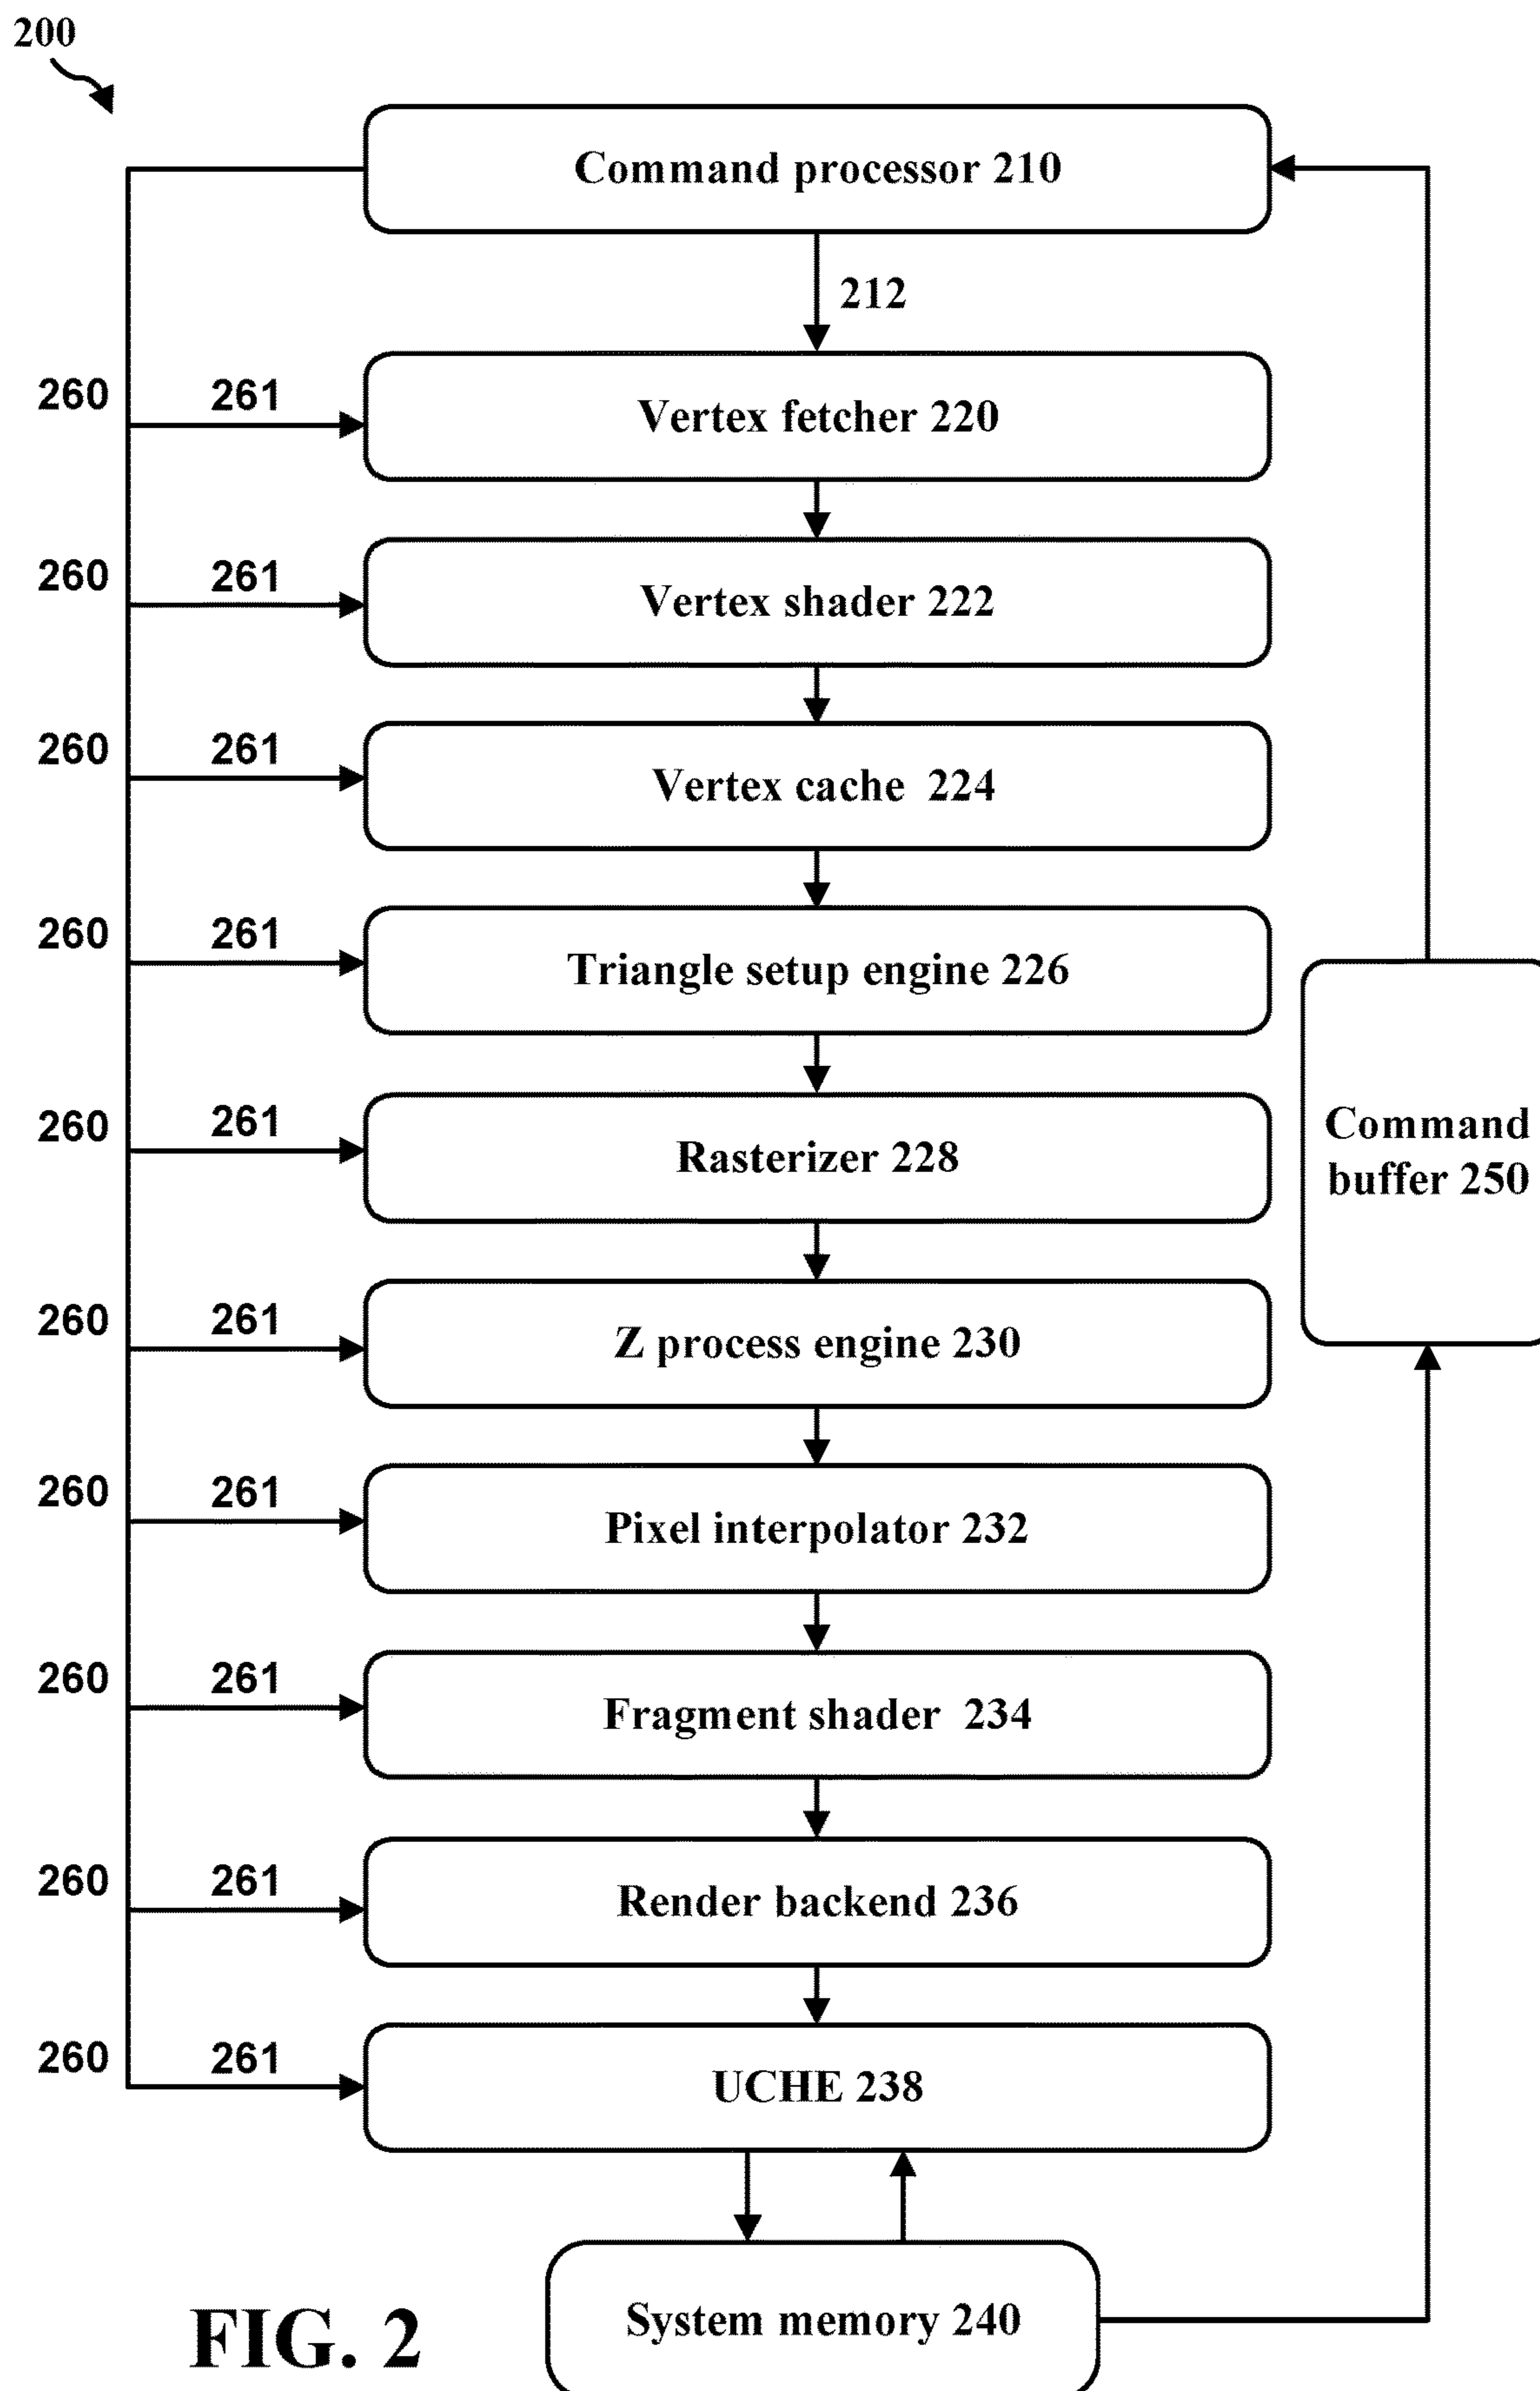 200
Command processor 210
212
260 261
Vertex fetcher 220
260 261
Vertex shader 222
260 261
Vertex cache 224
260 261
Triangle setup engine 226
260 261
Rasterizer 228
Command
buffer 250
260 261
Z process engine 230
260 261
Pixel interpolator 232
260 261
Fragment shader 234
260 261
Render backend 236
260 261
UCHE 238
System memory 240
FIG. 2